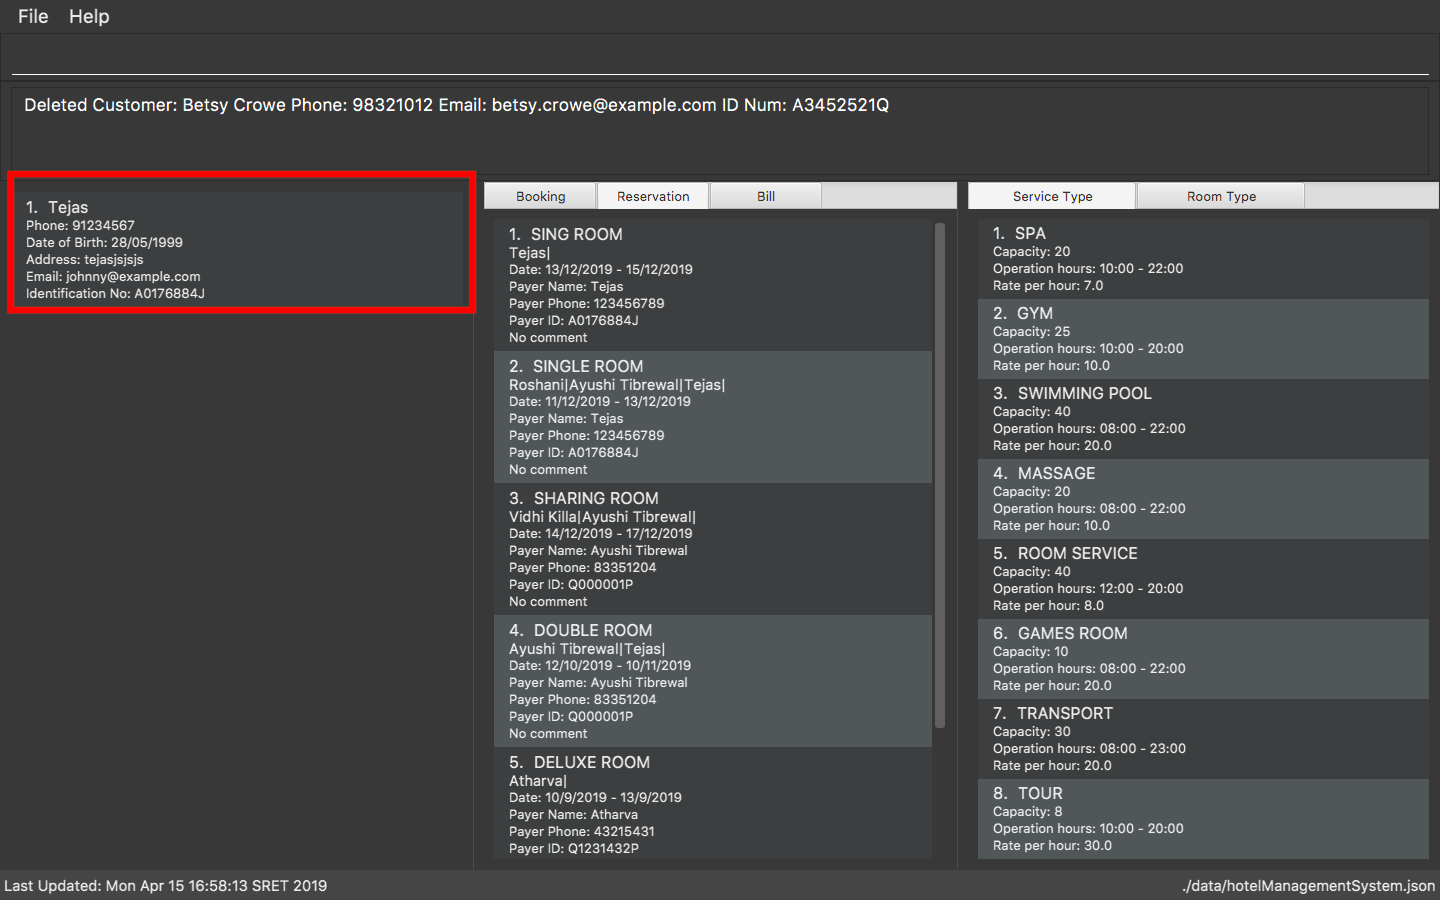 File Help
Deleted Customer: Betsy Crowe Phone: 98321012 Email: betsy.crowe@example.com ID Num: A3452521Q
1. Tejas
Phone: 91234567
Date of Birth: 28/05/1999
Address: tejasjsjsjs
Email: johnny@example.com
Identification No: A0176884J
Booking Reservation Bill
1. SING ROOM
Tejas|
Date: 13/12/2019 - 15/12/2019
Payer Name: Tejas
Payer Phone: 123456789
Payer ID: A0176884J
No comment
2. SINGLE ROOM
Roshani|Ayushi Tibrewal|Tejas|
Date: 11/12/2019 - 13/12/2019
Payer Name: Tejas
Payer Phone: 123456789
Payer ID: A0176884J
No comment
3. SHARING ROOM
Vidhi Killa|Ayushi Tibrewal|
Date: 14/12/2019 - 17/12/2019
Payer Name: Ayushi Tibrewal
Payer Phone: 83351204
Payer ID: Q000001P
No comment
4. DOUBLE ROOM
Ayushi Tibrewal|Tejas|
Date: 12/10/2019 - 10/11/2019
Payer Name: Ayushi Tibrewal
Payer Phone: 83351204
Payer ID: Q000001P
No comment
5. DELUXE ROOM
Atharva|
Date: 10/9/2019 - 13/9/2019
Payer Name: Atharva
Payer Phone: 43215431
Payer ID: Q1231432P
Service Type Room Type
1. SPA
Capacity: 20
Operation hours: 10:00 - 22:00
Rate per hour: 7.0
2. GYM
Capacity: 25
Operation hours: 10:00 - 20:00
Rate per hour: 10.0
3. SWIMMING POOL
Capacity: 40
Operation hours: 08:00 - 22:00
Rate per hour: 20.0
4. MASSAGE
Capacity: 20
Operation hours: 08:00 - 22:00
Rate per hour: 10.0
5. ROOM SERVICE
Capacity: 40
Operation hours: 12:00 - 20:00
Rate per hour: 8.0
6. GAMES ROOM
Capacity: 10
Operation hours: 08:00 - 22:00
Rate per hour: 20.0
7. TRANSPORT
Capacity: 30
Operation hours: 08:00 - 23:00
Rate per hour: 20.0
8. TOUR
Capacity: 8
Operation hours: 10:00 - 20:00
Rate per hour: 30.0
Last Updated: Mon Apr 15 16:58:13 SRET 2019
./data/hotelManagementSystem.json